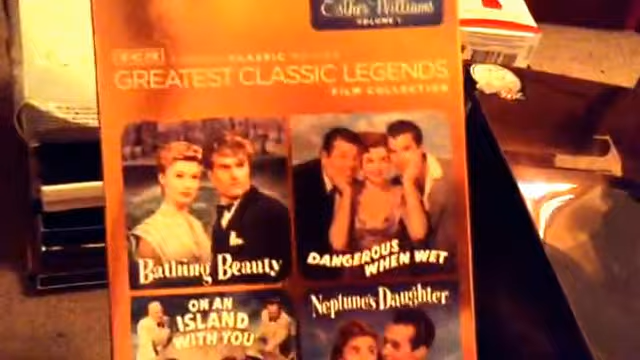 Esther Williams
VOLUME 1
TCM
CLASSIC
GREATEST CLASSIC LEGENDS
FILM COLLECTION
Bathing Beauty
DANGEROUS
WHEN WET
ON AN
ISLAND
WITH YOU
Neptune's Daughter